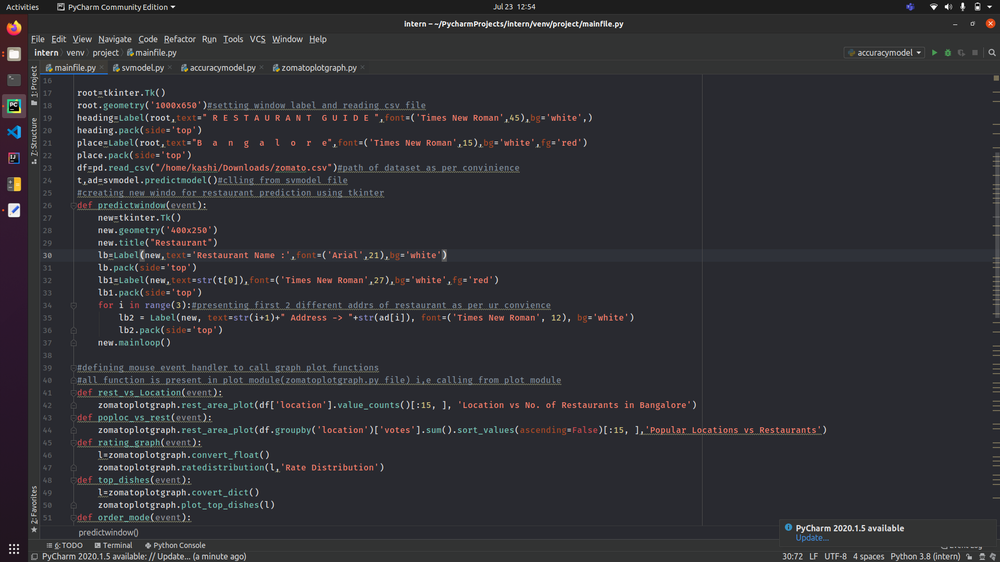 Activities PyCharm Community Edition Jul 23 12:54
intern – ~/PycharmProjects/intern/venv/project/mainfile.py
File Edit View Navigate Code Refactor Run Tools VCS Window Help
intern venv project mainfile.py accuracymodel
mainfile.py svmodel.py accuracymodel.py zomatoplotgraph.py
1: Project
7: Structure
2: Favorites
16
17 root=tkinter.Tk()
18 root.geometry('1000x650')#setting window label and reading csv file
19 heading=Label(root,text=" R E S T A U R A N T  G U I D E ",font=('Times New Roman',45),bg='white',)
20 heading.pack(side='top')
21 place=Label(root,text="B  a  n  g  a  l  o  r  e",font=('Times New Roman',15),bg='white',fg='red')
22 place.pack(side='top')
23 df=pd.read_csv("/home/kashi/Downloads/zomato.csv")#path of dataset as per convinience
24 t,ad=svmodel.predictmodel()#clling from svmodel file
25 #creating new windo for restaurant prediction using tkinter
26 def predictwindow(event):
27     new=tkinter.Tk()
28     new.geometry('400x250')
29     new.title("Restaurant")
30     lb=Label(new,text='Restaurant Name :',font=('Arial',21),bg='white')
31     lb.pack(side='top')
32     lb1=Label(new,text=str(t[0]),font=('Times New Roman',27),bg='white',fg='red')
33     lb1.pack(side='top')
34     for i in range(3):#presenting first 2 different addrs of restaurant as per ur convience
35         lb2 = Label(new, text=str(i+1)+" Address -> "+str(ad[i]), font=('Times New Roman', 12), bg='white')
36         lb2.pack(side='top')
37     new.mainloop()
38
39 #defining mouse event handler to call graph plot functions
40 #all function is present in plot module(zomatoplotgraph.py file) i,e calling from plot module
41 def rest_vs_Location(event):
42     zomatoplotgraph.rest_area_plot(df['location'].value_counts()[:15, ], 'Location vs No. of Restaurants in Bangalore')
43 def poploc_vs_rest(event):
44     zomatoplotgraph.rest_area_plot(df.groupby('location')['votes'].sum().sort_values(ascending=False)[:15, ],'Popular Locations vs Restaurants')
45 def rating_graph(event):
46     l=zomatoplotgraph.convert_float()
47     zomatoplotgraph.ratedistribution(l,'Rate Distribution')
48 def top_dishes(event):
49     l=zomatoplotgraph.covert_dict()
50     zomatoplotgraph.plot_top_dishes(l)
51 def order_mode(event):
predictwindow()
PyCharm 2020.1.5 available
Update...
6: TODO Terminal Python Console
PyCharm 2020.1.5 available: // Update... (a minute ago) 30:72 LF UTF-8 4 spaces Python 3.8 (intern)